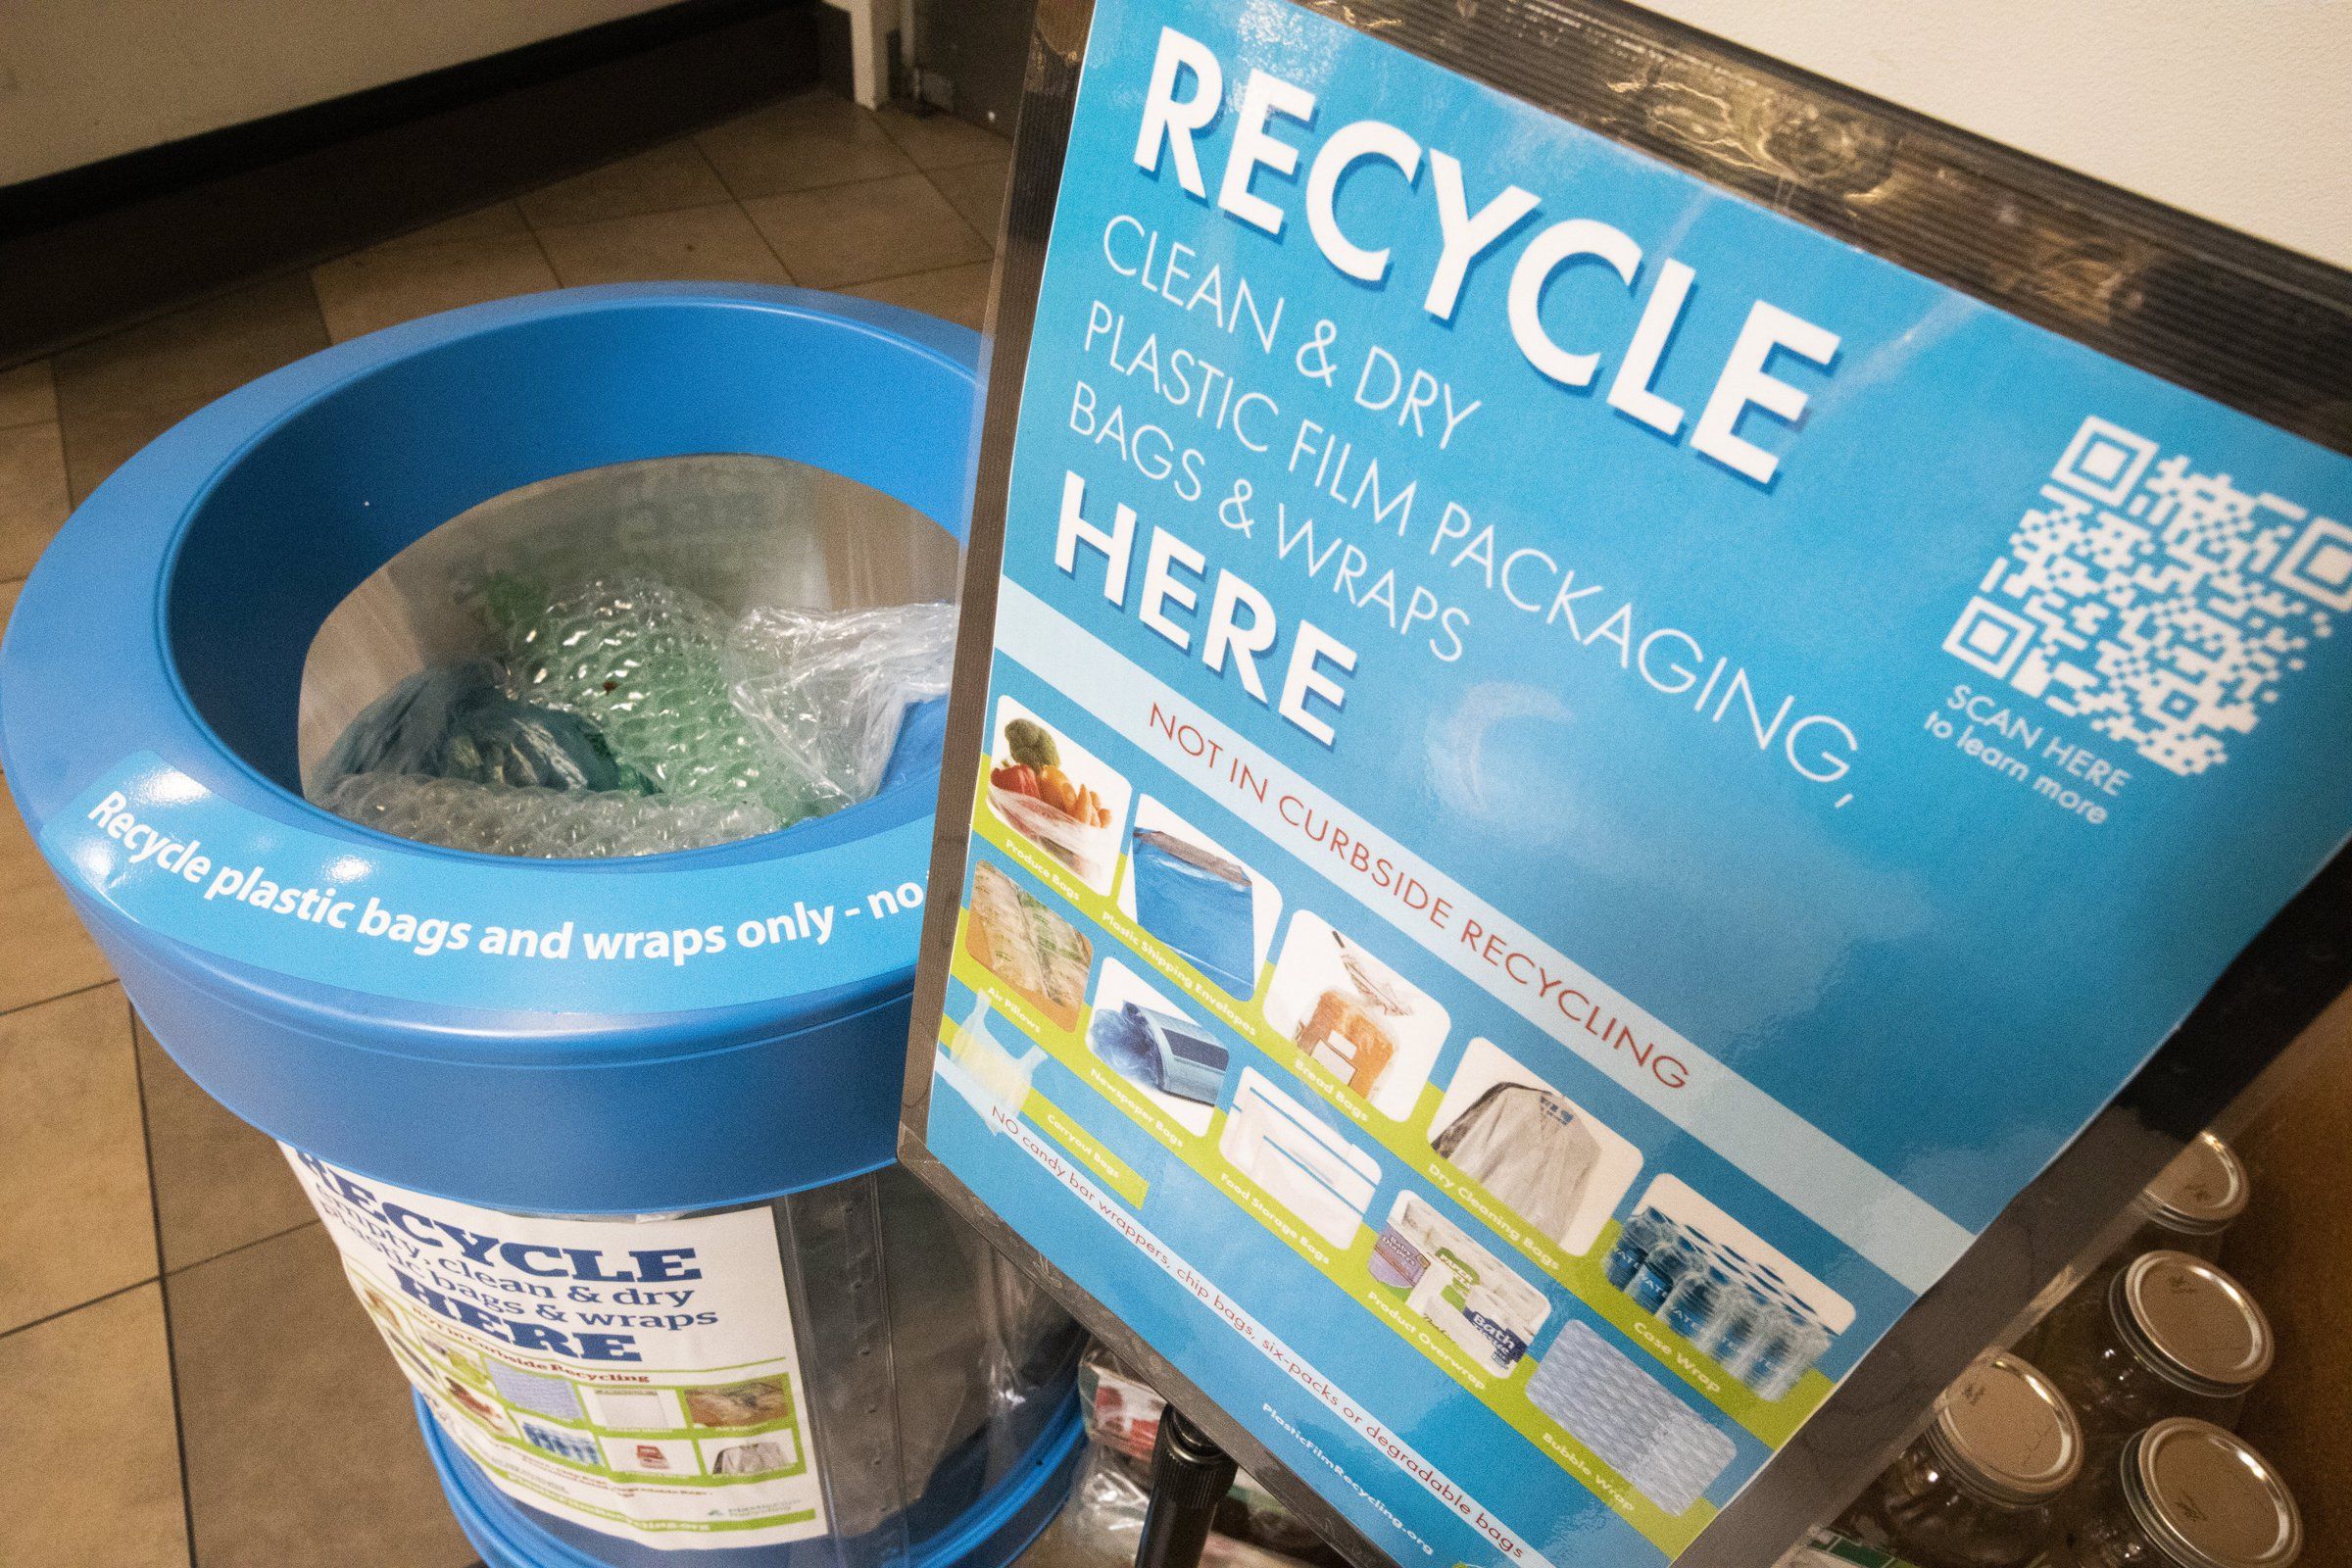 RECYCLE
CLEAN & DRY
PLASTIC FILM PACKAGING,
BAGS & WRAPS
HERE
SCAN HERE
to learn more
NOT IN CURBSIDE RECYCLING
Produce Bags
Plastic Shipping Envelopes
Bread Bags
Dry Cleaning Bags
Case Wrap
Air Pillows
Newspaper Bags
Food Storage Bags
Product Overwrap
Bath
Bubble Wrap
Carryout Bags
NO candy bar wrappers, chip bags, six-packs or degradable bags
PlasticFilmRecycling.org
Recycle plastic bags and wraps only - no
RECYCLE
empty, clean & dry
plastic bags & wraps
HERE
Not in Curbside Recycling